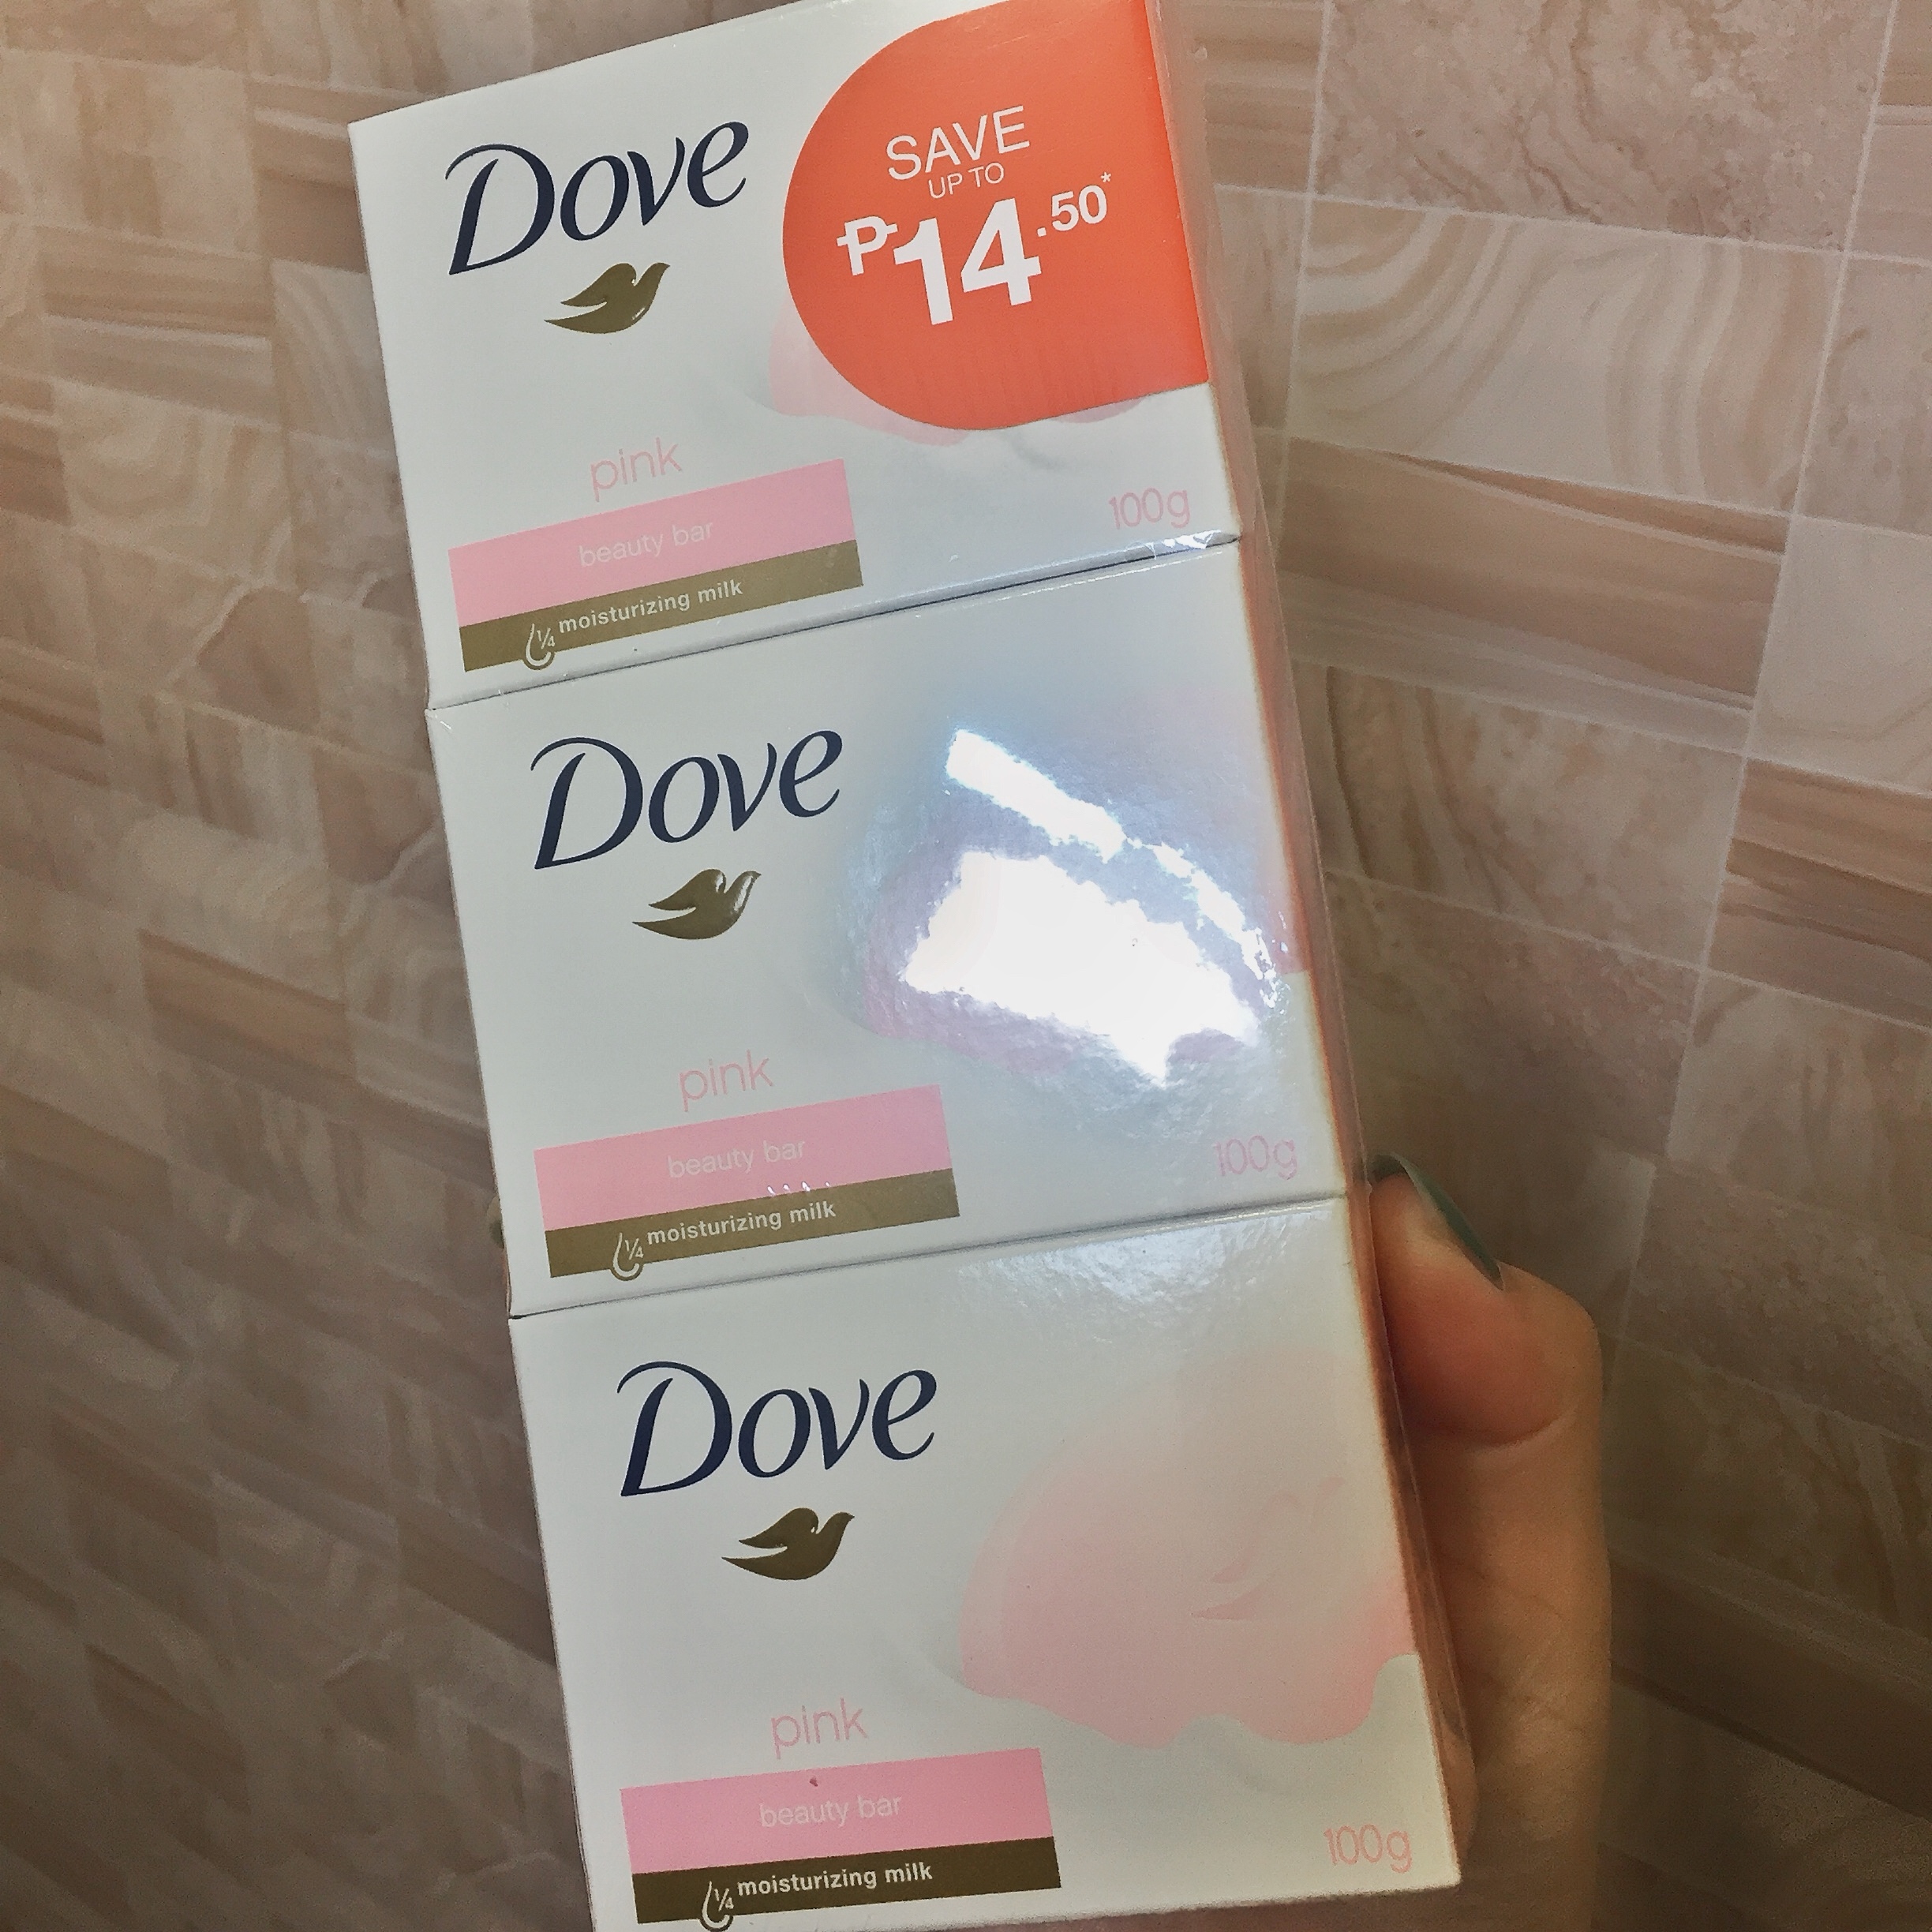 Dove
SAVE
UP TO
₱14.50*
pink
beauty bar
¼ moisturizing milk
100g
Dove
pink
beauty bar
¼ moisturizing milk
100g
Dove
pink
beauty bar
¼ moisturizing milk
100g